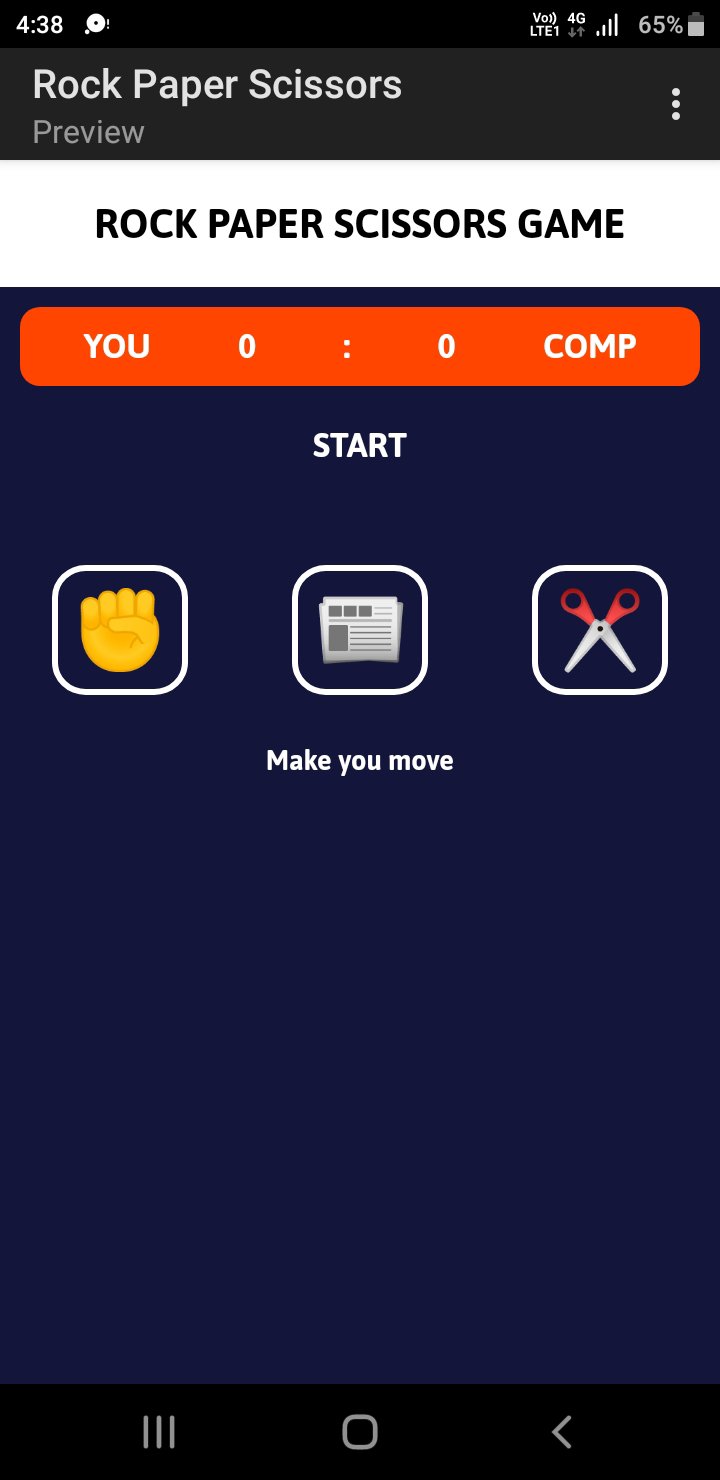 4:38 Vo)) LTE1 4G 65%
Rock Paper Scissors
Preview
ROCK PAPER SCISSORS GAME
YOU 0 : 0 COMP
START
Make you move